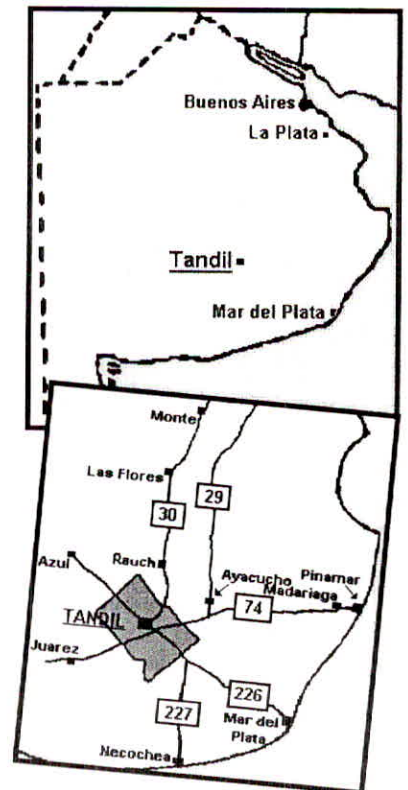 Buenos Aires
La Plata
Tandil
Mar del Plata
Monte
Las Flores
29
30
Azul
Rauch
Ayacucho
Pinamar
Madariaga
74
TANDIL
Juarez
226
227
Mar del
Plata
Necochea